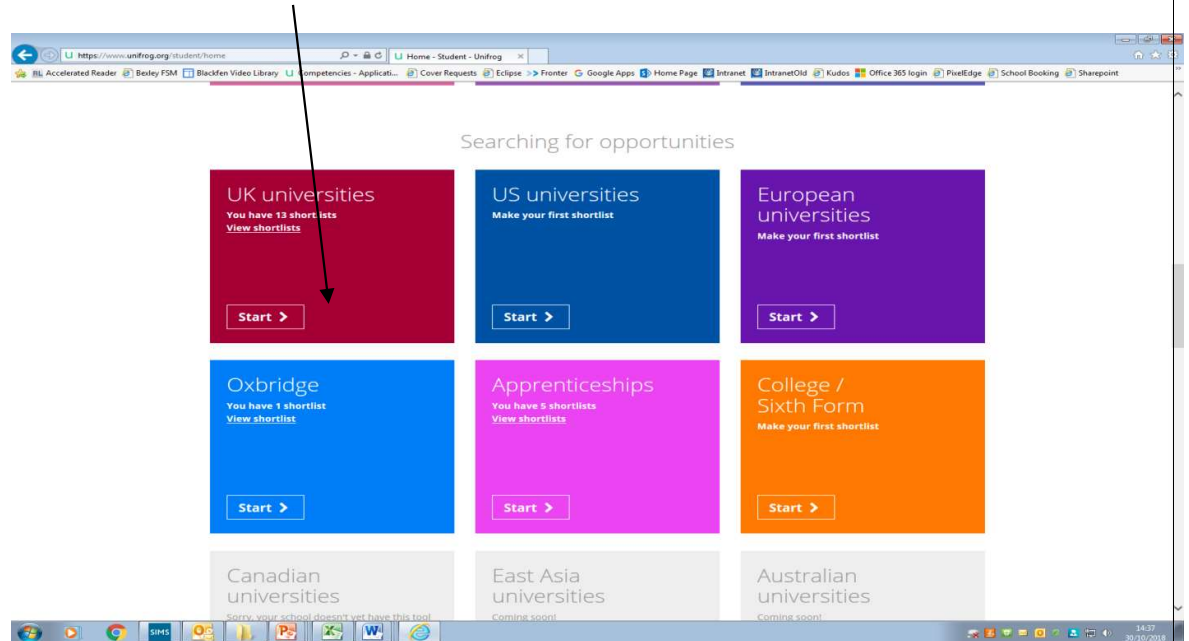 https://www.unifrog.org/student/home
Home - Student - Unifrog
Accelerated Reader Bexley FSM Blackfen Video Library Competencies - Applicati... Cover Requests Eclipse >> Fronter Google Apps Home Page Intranet IntranetOld Kudos Office 365 login PixelEdge School Booking Sharepoint
Searching for opportunities
UK universities
You have 13 shortlists
View shortlists
Start >
US universities
Make your first shortlist
Start >
European
universities
Make your first shortlist
Start >
Oxbridge
You have 1 shortlist
View shortlist
Start >
Apprenticeships
You have 5 shortlists
View shortlists
Start >
College /
Sixth Form
Make your first shortlist
Start >
Canadian
universities
Sorry, your school doesn't yet have this tool
East Asia
universities
Coming soon!
Australian
universities
Coming soon!
SIMS
14:37
30/10/2018